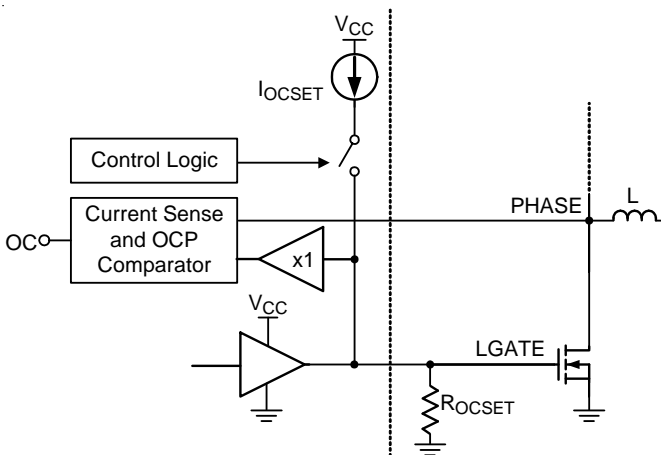 VCC
IOCSET
Control Logic
PHASE
L
Current Sense
and OCP
Comparator
OC
x1
VCC
LGATE
ROCSET